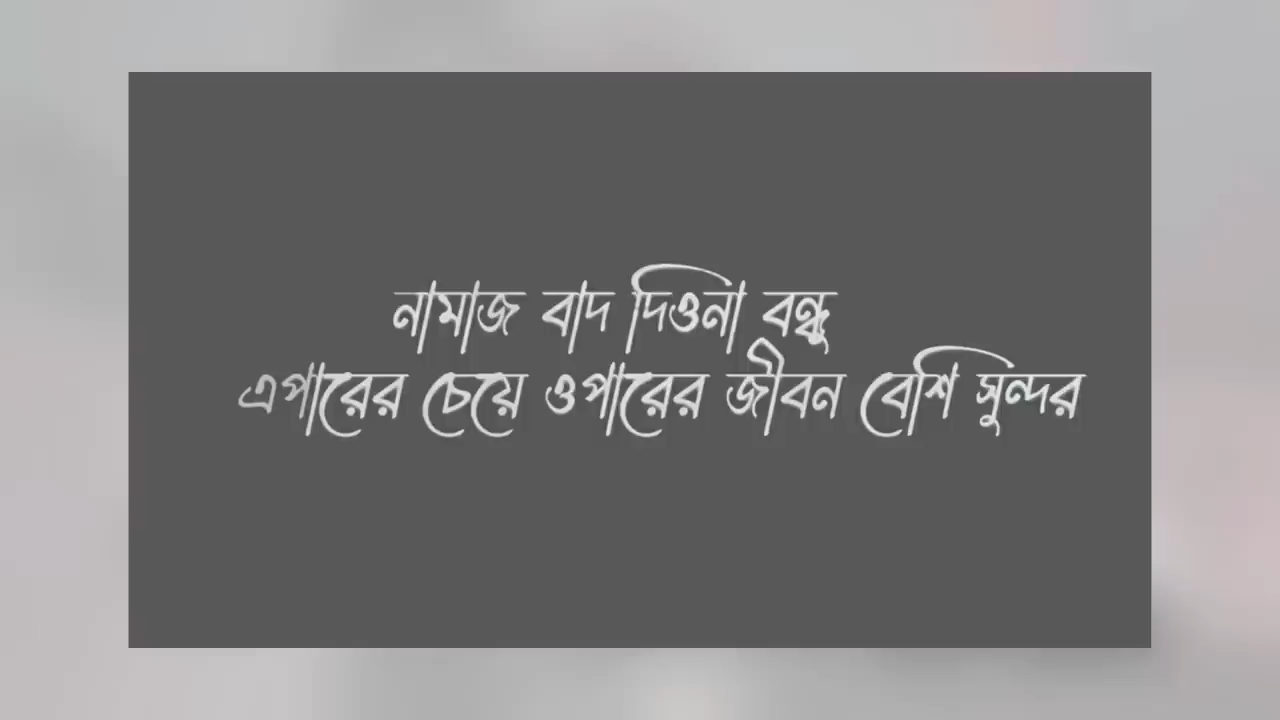 নামাজ বাদ দিওনা বন্ধু
এপারের চেয়ে ওপারের জীবন বেশি সুন্দর